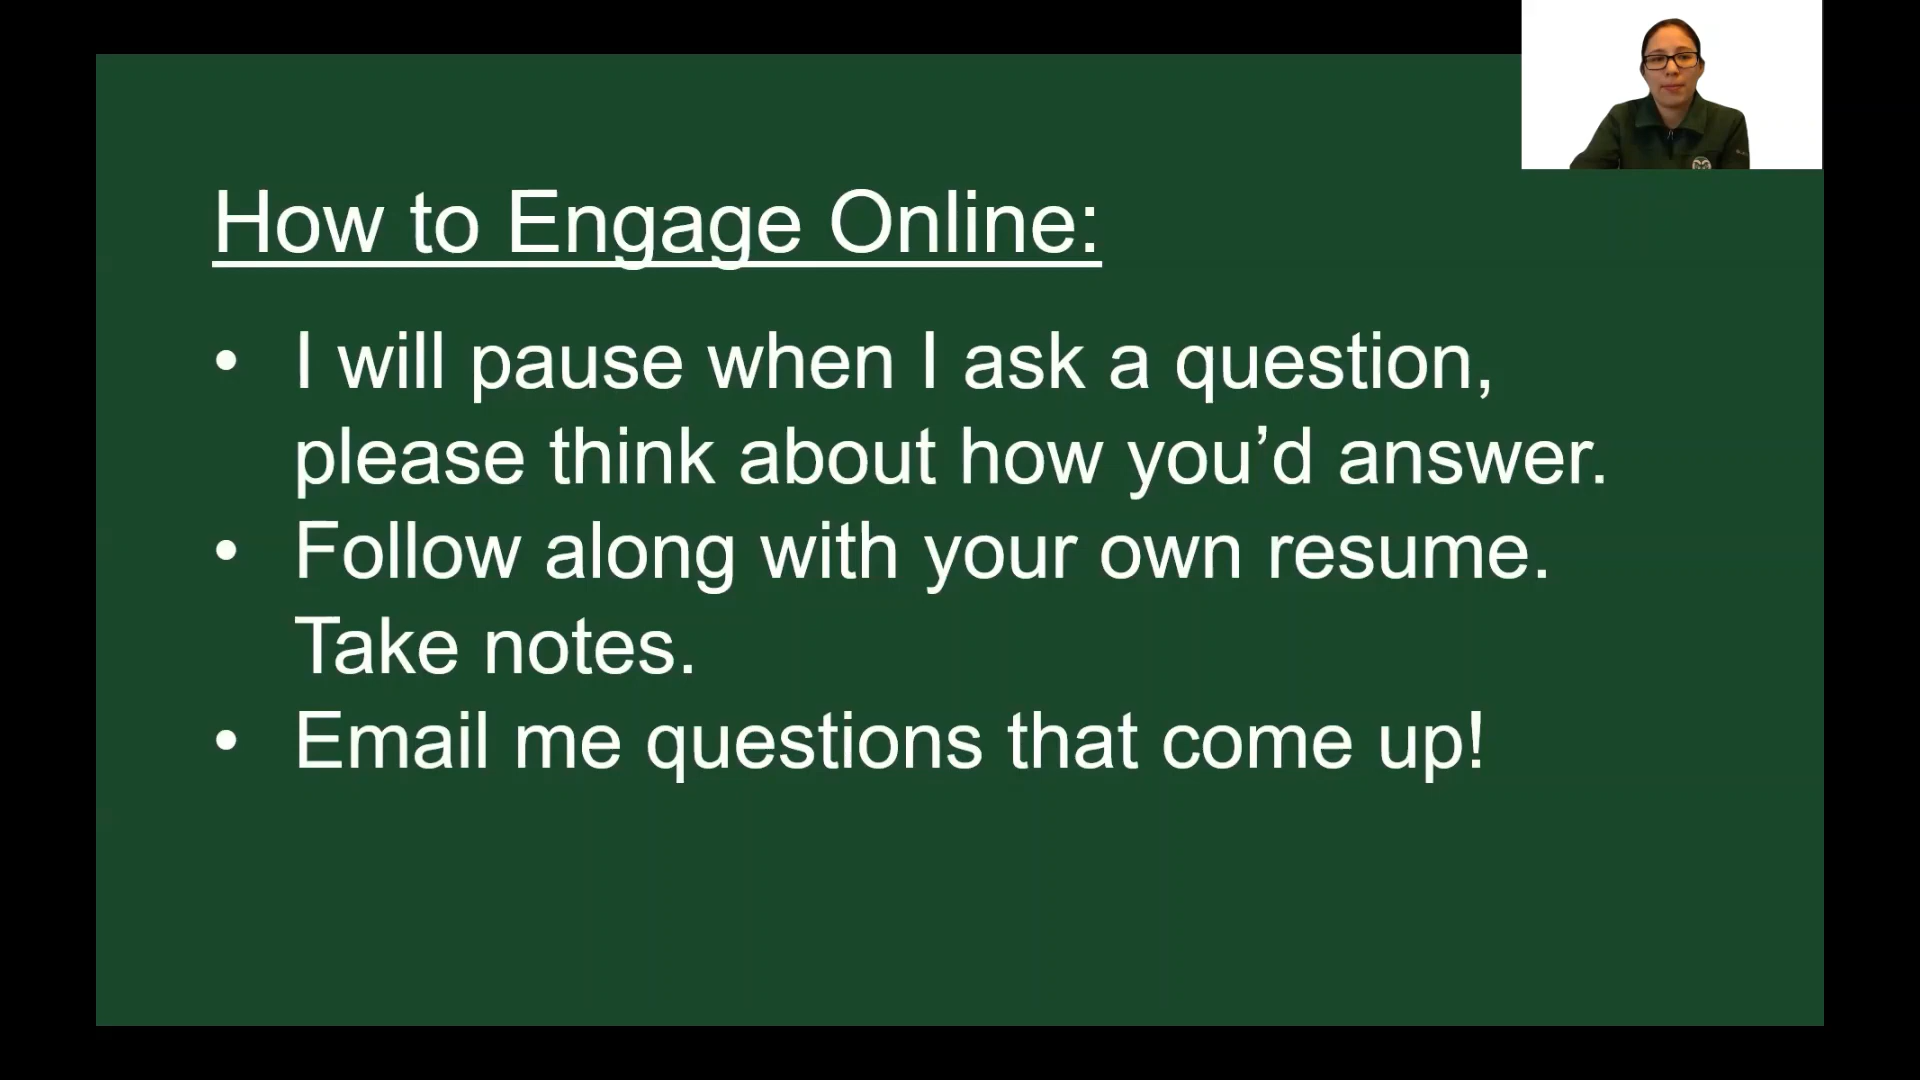 How to Engage Online:
• I will pause when I ask a question,
please think about how you’d answer.
• Follow along with your own resume.
Take notes.
• Email me questions that come up!